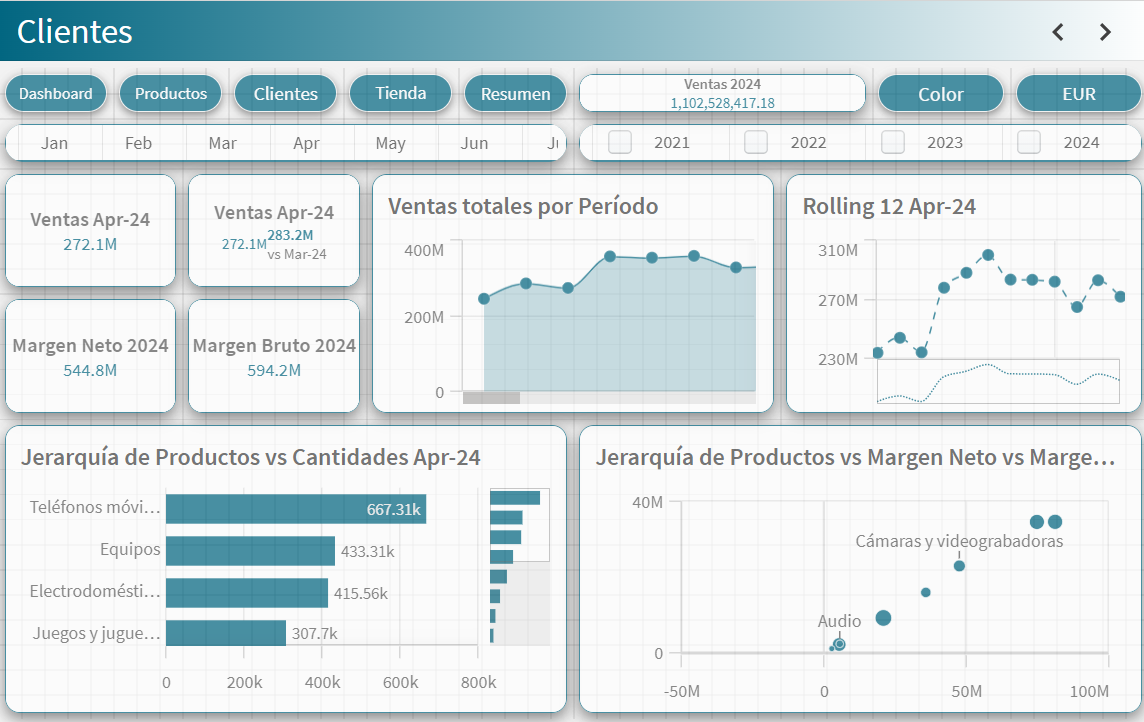 Clientes
Dashboard
Productos
Clientes
Tienda
Resumen
Ventas 2024
1,102,528,417.18
Color
EUR
Jan
Feb
Mar
Apr
May
Jun
2021
2022
2023
2024
Ventas Apr-24
272.1M
Ventas Apr-24
272.1M
283.2M
vs Mar-24
Margen Neto 2024
544.8M
Margen Bruto 2024
594.2M
Ventas totales por Período
400M
200M
0
Rolling 12 Apr-24
310M
270M
230M
Jerarquía de Productos vs Cantidades Apr-24
Teléfonos móvi...
667.31k
Equipos
433.31k
Electrodomésti...
415.56k
Juegos y jugue...
307.7k
0
200k
400k
600k
800k
Jerarquía de Productos vs Margen Neto vs Marge...
40M
Cámaras y videograbadoras
Audio
0
-50M
0
50M
100M